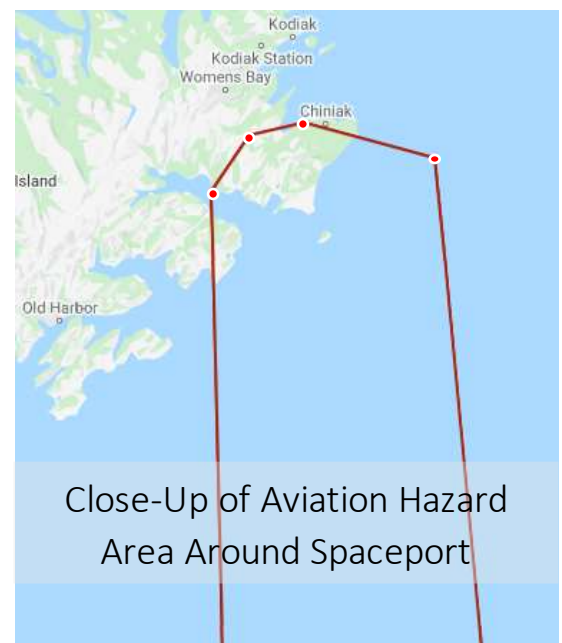 Kodiak
Kodiak Station
Womens Bay
Chiniak
Island
Old Harbor
Close-Up of Aviation Hazard
Area Around Spaceport